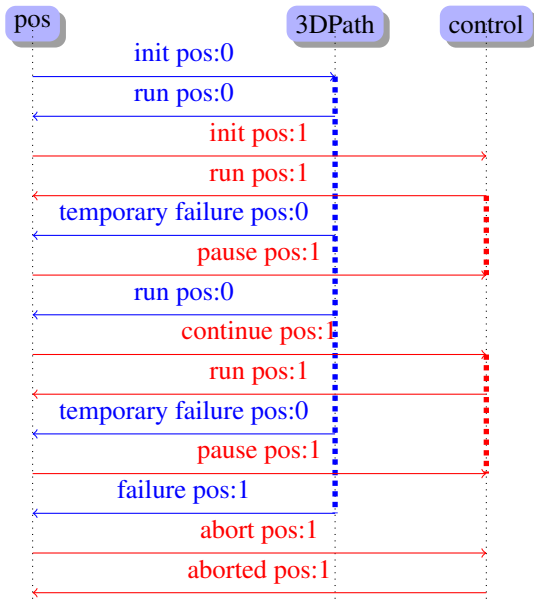 pos 3DPath control
init pos:0
run pos:0
init pos:1
run pos:1
temporary failure pos:0
pause pos:1
run pos:0
continue pos:1
run pos:1
temporary failure pos:0
pause pos:1
failure pos:1
abort pos:1
aborted pos:1